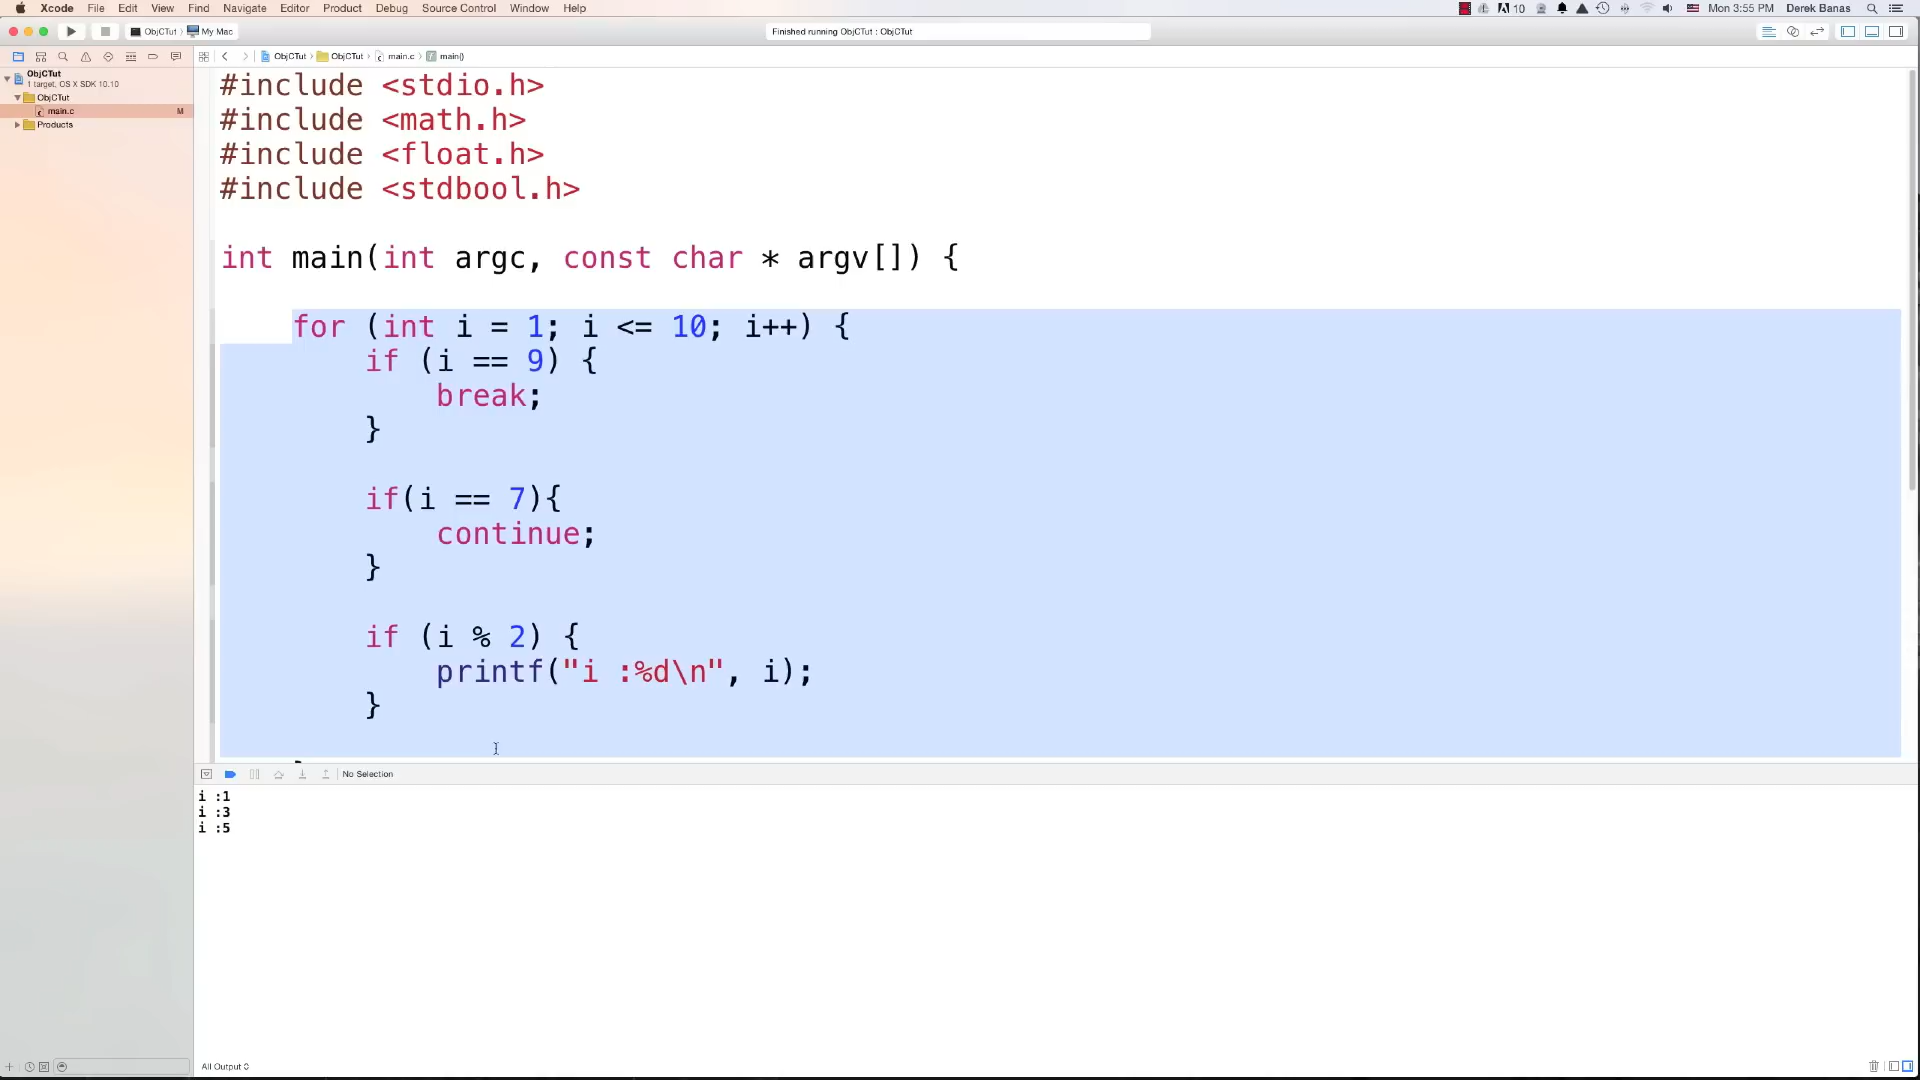 Xcode File Edit View Find Navigate Editor Product Debug Source Control Window Help 10 Mon 3:55 PM Derek Banas
ObjCTut My Mac Finished running ObjCTut : ObjCTut
ObjCTut ObjCTut main.c main()
ObjCTut
1 target, OS X SDK 10.10
ObjCTut
main.c M
Products
#include <stdio.h>
#include <math.h>
#include <float.h>
#include <stdbool.h>
int main(int argc, const char * argv[]) {
for (int i = 1; i <= 10; i++) {
if (i == 9) {
break;
}
if(i == 7){
continue;
}
if (i % 2) {
printf("i :%d\n", i);
}
No Selection
i :1
i :3
i :5
All Output